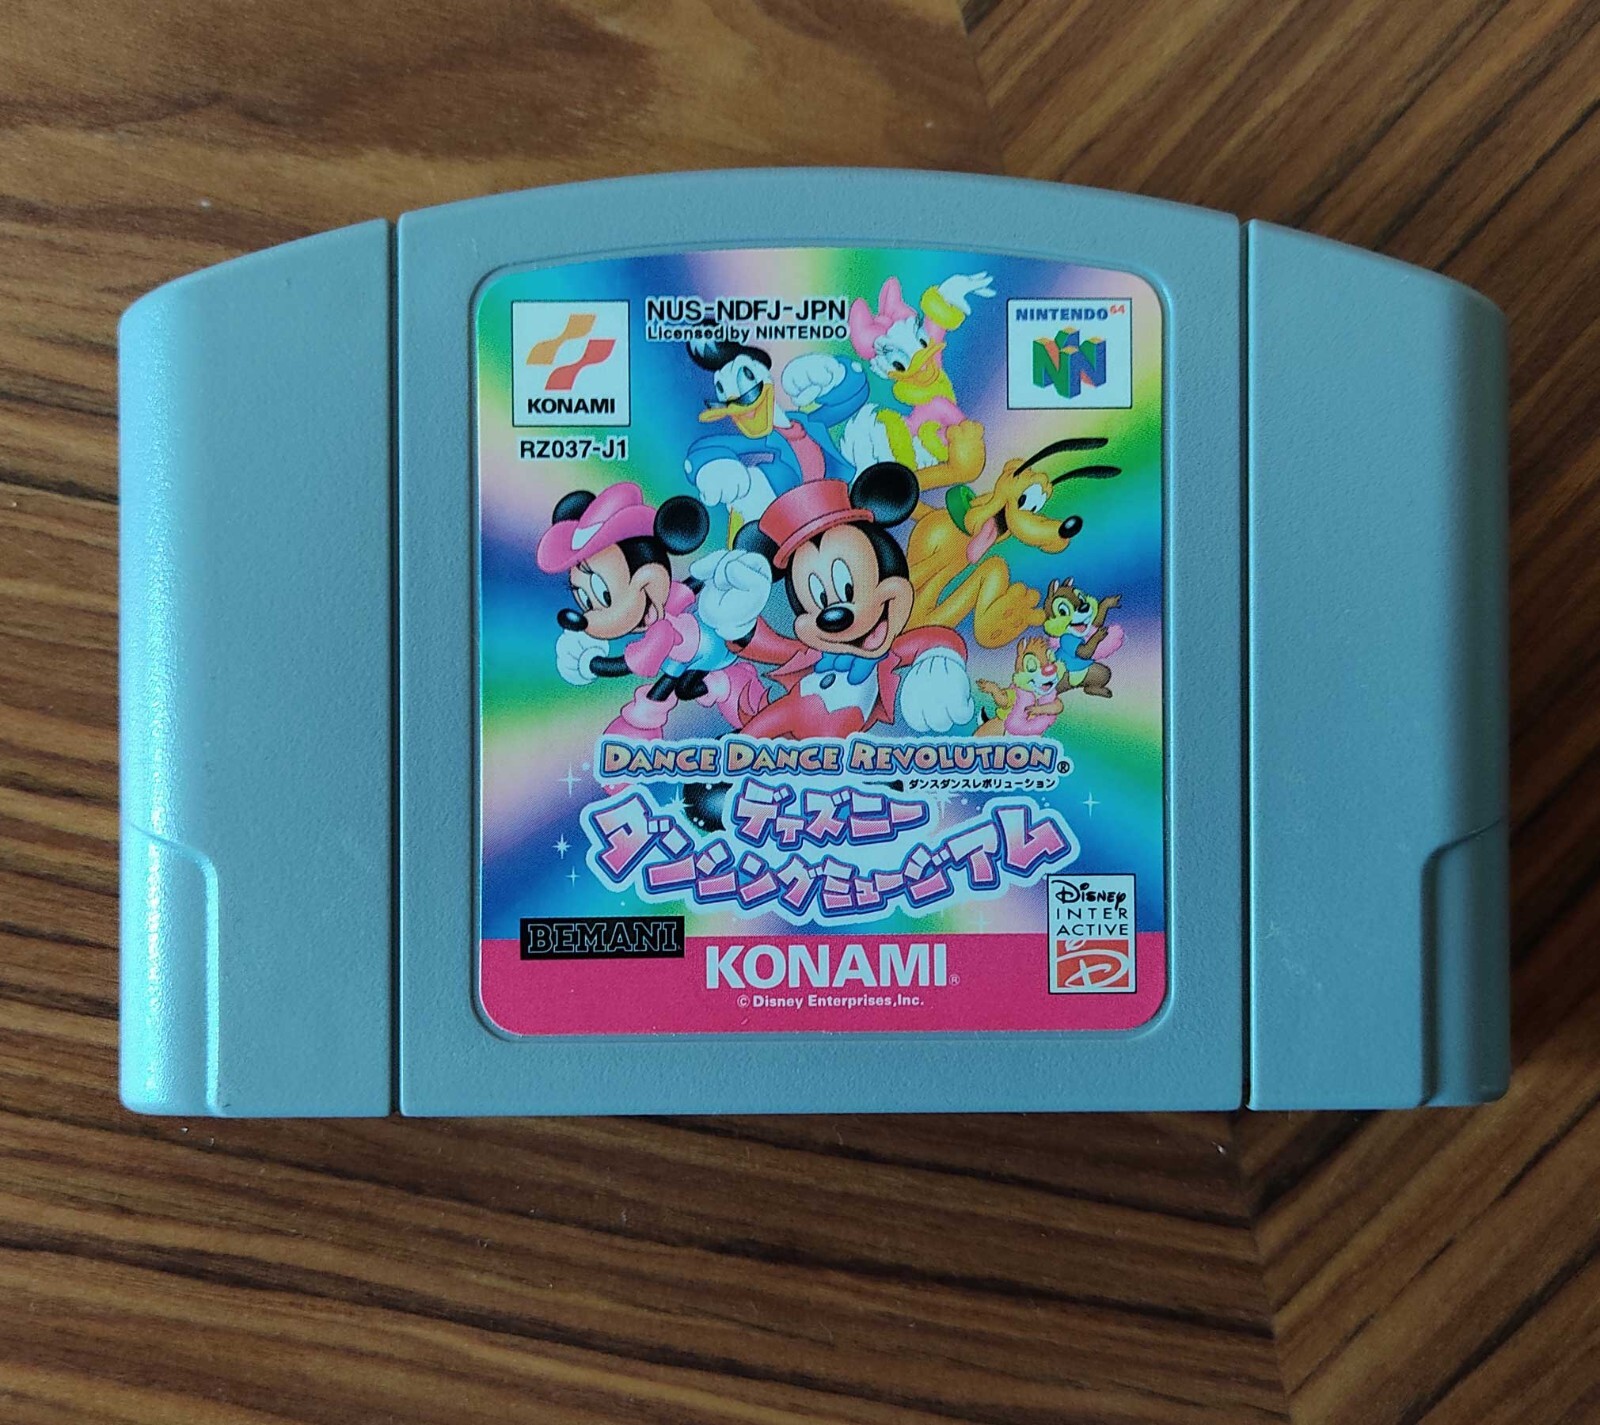 NUS-NDFJ-JPN
Licensed by NINTENDO
NINTENDO64
KONAMI
RZ037-J1
DANCE DANCE REVOLUTION®
ダンスダンスレボリューション
ディズニー
ダンシングミュージアム
Disney
INTER
ACTIVE
D
BEMANI
KONAMI®
© Disney Enterprises,Inc.